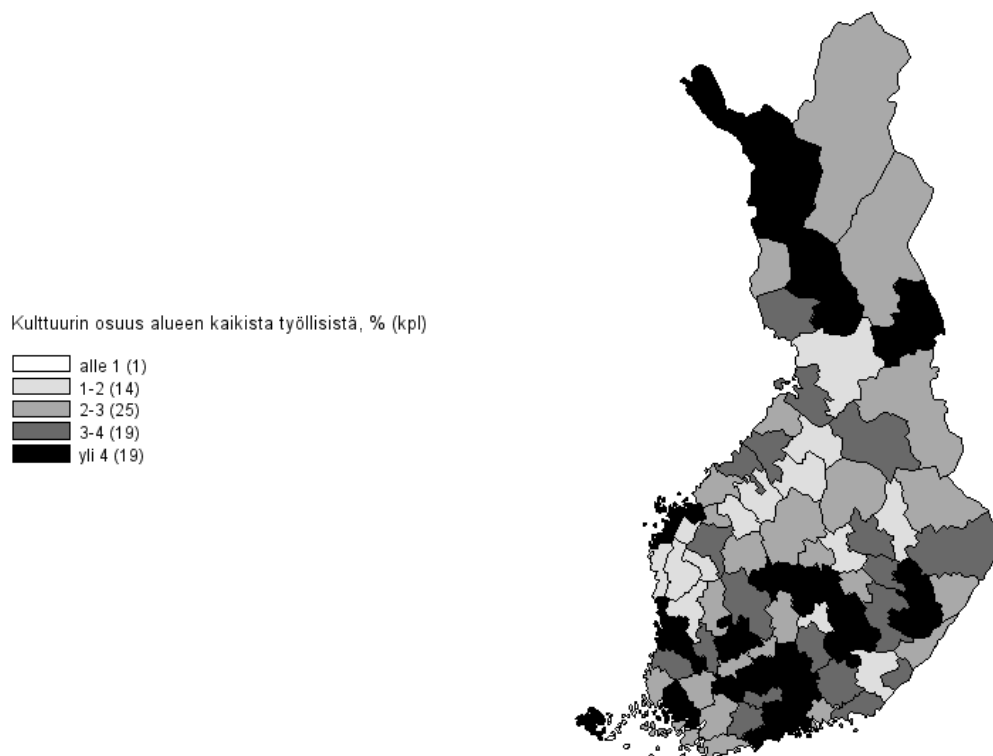 Kulttuurin osuus alueen kaikista työllisistä, % (kpl)
alle 1 (1)
1-2 (14)
2-3 (25)
3-4 (19)
yli 4 (19)